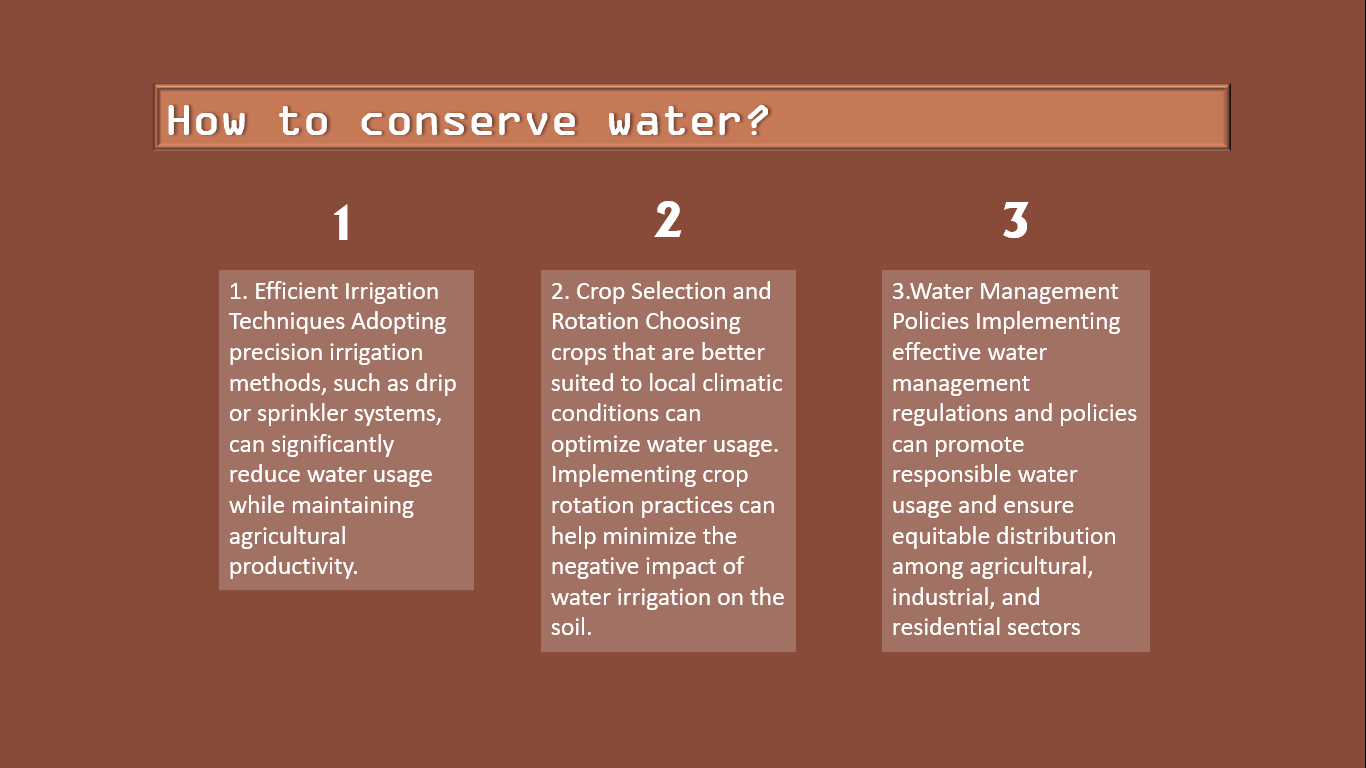 How to conserve water?
1
1. Efficient Irrigation
Techniques Adopting
precision irrigation
methods, such as drip
or sprinkler systems,
can significantly
reduce water usage
while maintaining
agricultural
productivity.
2
2. Crop Selection and
Rotation Choosing
crops that are better
suited to local climatic
conditions can
optimize water usage.
Implementing crop
rotation practices can
help minimize the
negative impact of
water irrigation on the
soil.
3
3.Water Management
Policies Implementing
effective water
management
regulations and policies
can promote
responsible water
usage and ensure
equitable distribution
among agricultural,
industrial, and
residential sectors